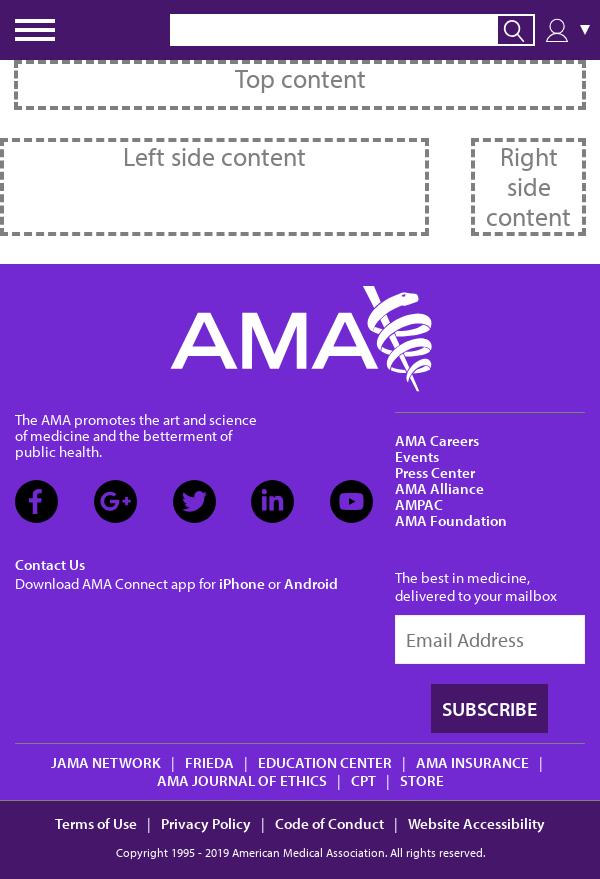 Top content
Left side content
Right
side
content
AMA
The AMA promotes the art and science
of medicine and the betterment of
public health.
Contact Us
Download AMA Connect app for iPhone or Android
AMA Careers
Events
Press Center
AMA Alliance
AMPAC
AMA Foundation
The best in medicine,
delivered to your mailbox
Email Address
SUBSCRIBE
JAMA NETWORK | FRIEDA | EDUCATION CENTER | AMA INSURANCE |
AMA JOURNAL OF ETHICS | CPT | STORE
Terms of Use | Privacy Policy | Code of Conduct | Website Accessibility
Copyright 1995 - 2019 American Medical Association. All rights reserved.